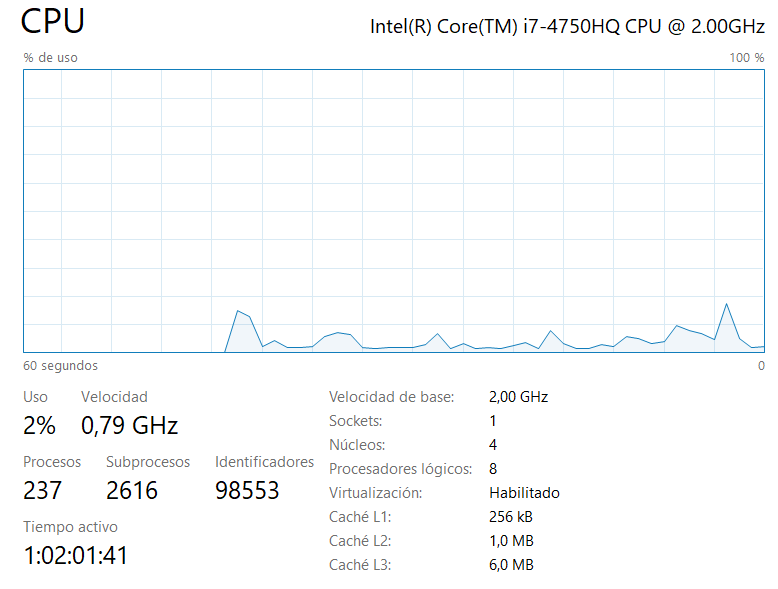 CPU
Intel(R) Core(TM) i7-4750HQ CPU @ 2.00GHz
% de uso 100 %
60 segundos 0
Uso Velocidad
2% 0,79 GHz
Procesos Subprocesos Identificadores
237 2616 98553
Tiempo activo
1:02:01:41
Velocidad de base: 2,00 GHz
Sockets: 1
Núcleos: 4
Procesadores lógicos: 8
Virtualización: Habilitado
Caché L1: 256 kB
Caché L2: 1,0 MB
Caché L3: 6,0 MB